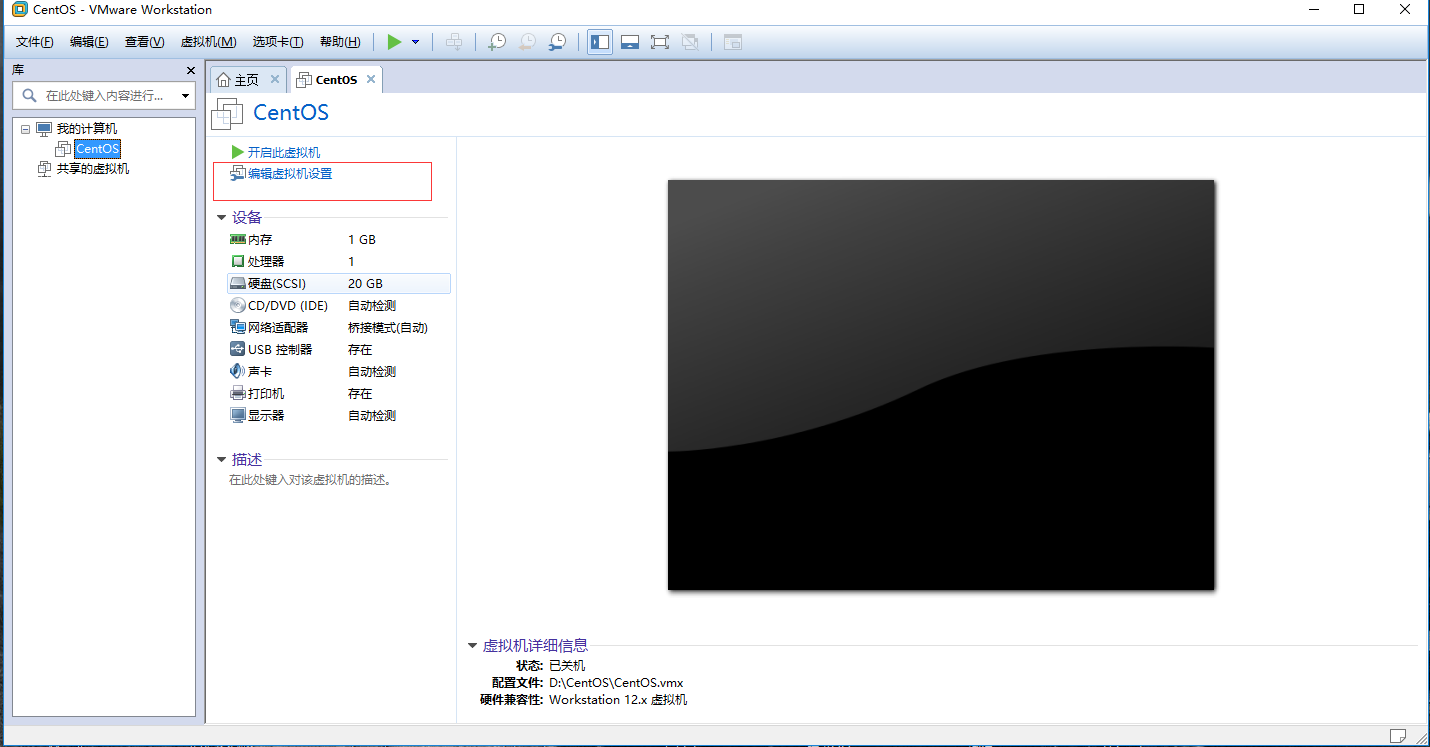 CentOS - VMware Workstation
文件(F) 编辑(E) 查看(V) 虚拟机(M) 选项卡(T) 帮助(H)
库
在此处键入内容进行...
我的计算机
CentOS
共享的虚拟机
主页 CentOS
CentOS
开启此虚拟机
编辑虚拟机设置
设备
内存 1 GB
处理器 1
硬盘(SCSI) 20 GB
CD/DVD (IDE) 自动检测
网络适配器 桥接模式(自动)
USB 控制器 存在
声卡 自动检测
打印机 存在
显示器 自动检测
描述
在此处键入对该虚拟机的描述。
虚拟机详细信息
状态: 已关机
配置文件: D:\CentOS\CentOS.vmx
硬件兼容性: Workstation 12.x 虚拟机